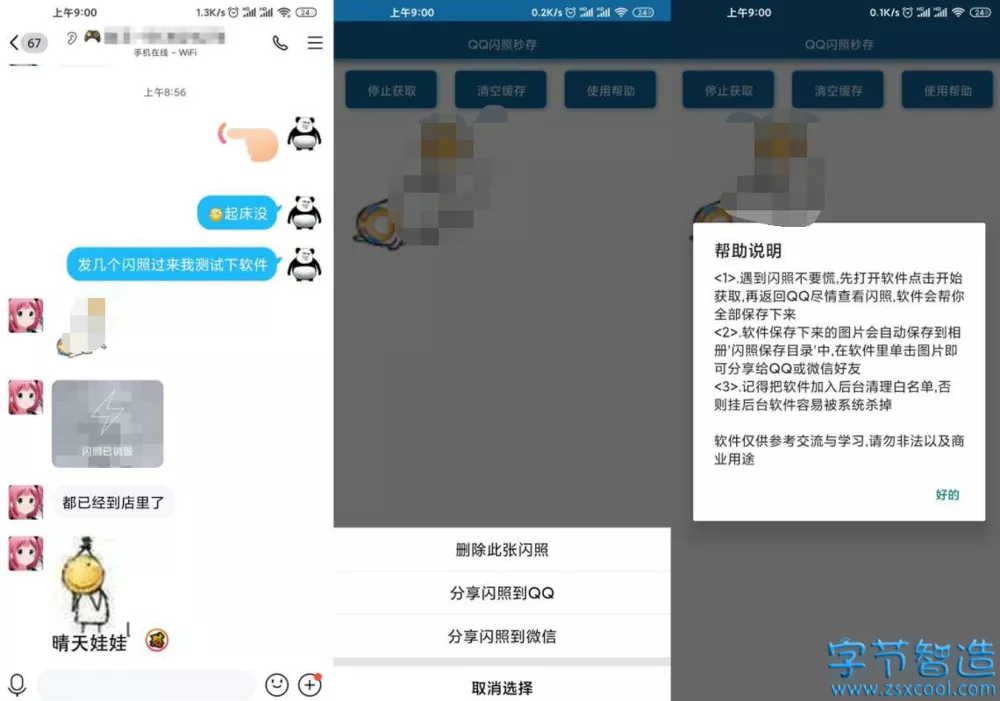 上午9:00
1.3K/s
24
67
手机在线 - WiFi
上午8:56
起床没
发几个闪照过来我测试下软件
闪照已销毁
都已经到店里了
晴天娃娃
上午9:00
0.2K/s
24
QQ闪照秒存
停止获取
清空缓存
使用帮助
删除此张闪照
分享闪照到QQ
分享闪照到微信
取消选择
上午9:00
0.1K/s
24
QQ闪照秒存
停止获取
清空缓存
使用帮助
帮助说明
<1>.遇到闪照不要慌,先打开软件点击开始
获取,再返回QQ尽情查看闪照,软件会帮你
全部保存下来
<2>.软件保存下来的图片会自动保存到相
册'闪照保存目录'中,在软件里单击图片即
可分享给QQ或微信好友
<3>.记得把软件加入后台清理白名单,否
则挂后台软件容易被系统杀掉
软件仅供参考交流与学习,请勿非法以及商
业用途
好的
字节智造
www.zsxcool.com